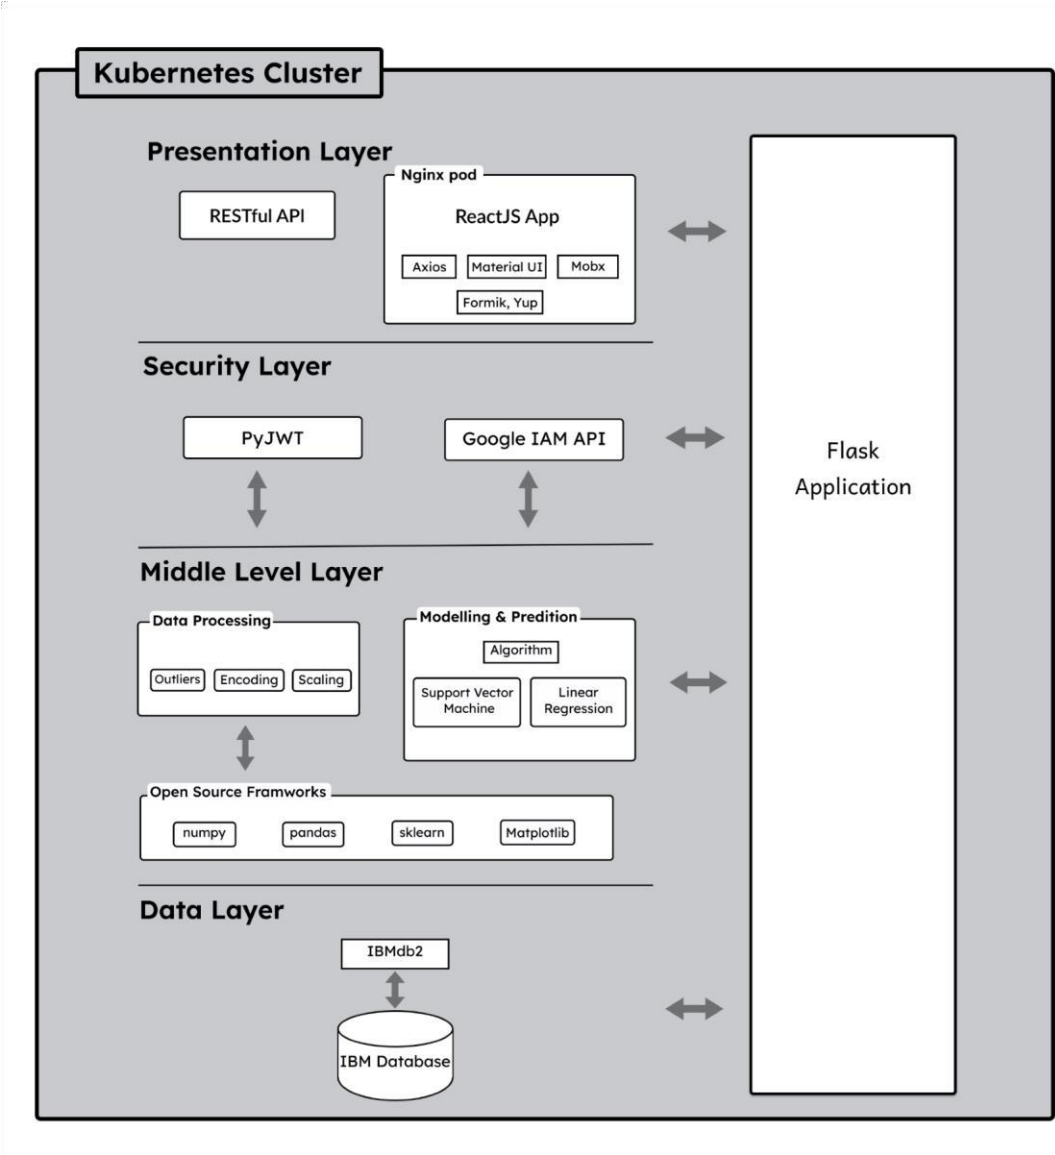 Kubernetes Cluster
Presentation Layer
RESTful API
Nginx pod
ReactJS App
Axios
Material UI
Mobx
Formik, Yup
Security Layer
PyJWT
Google IAM API
Middle Level Layer
Data Processing
Outliers
Encoding
Scaling
Modelling & Predition
Algorithm
Support Vector
Machine
Linear
Regression
Open Source Framworks
numpy
pandas
sklearn
Matplotlib
Data Layer
IBMdb2
IBM Database
Flask
Application